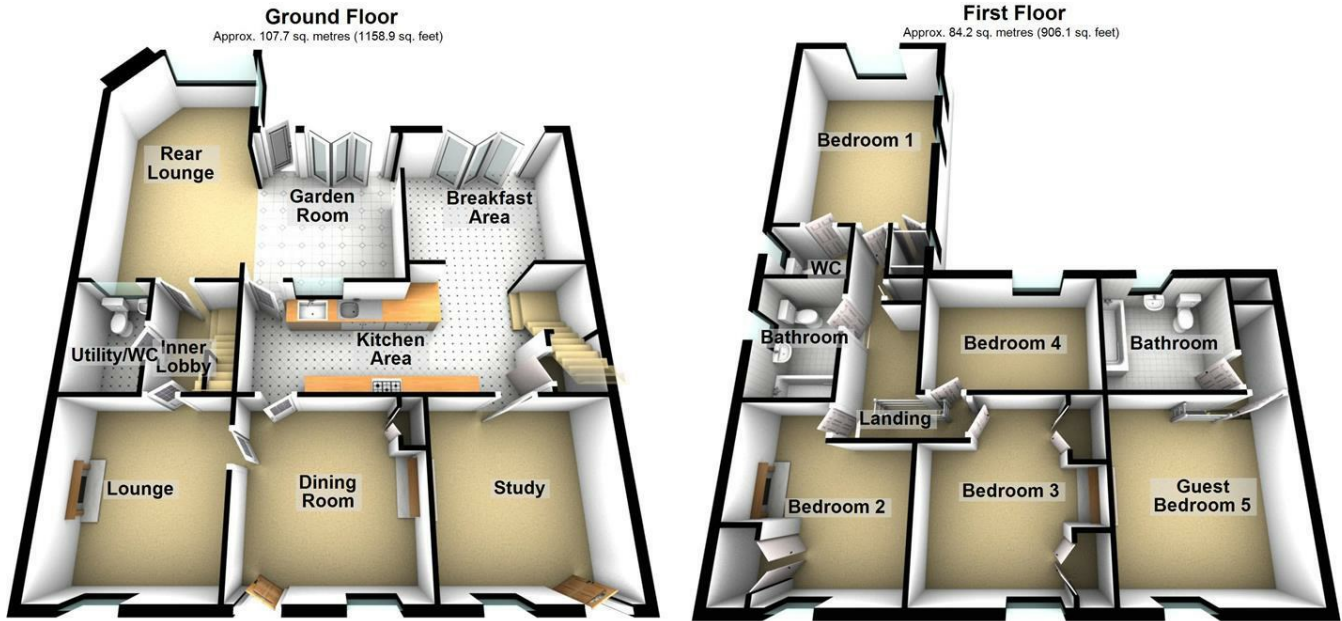 Ground Floor
Approx. 107.7 sq. metres (1158.9 sq. feet)
Rear
Lounge
Garden
Room
Breakfast
Area
Utility/WC
Inner
Lobby
Kitchen
Area
Lounge
Dining
Room
Study
First Floor
Approx. 84.2 sq. metres (906.1 sq. feet)
Bedroom 1
WC
Bathroom
Bedroom 4
Bathroom
Landing
Bedroom 2
Bedroom 3
Guest
Bedroom 5